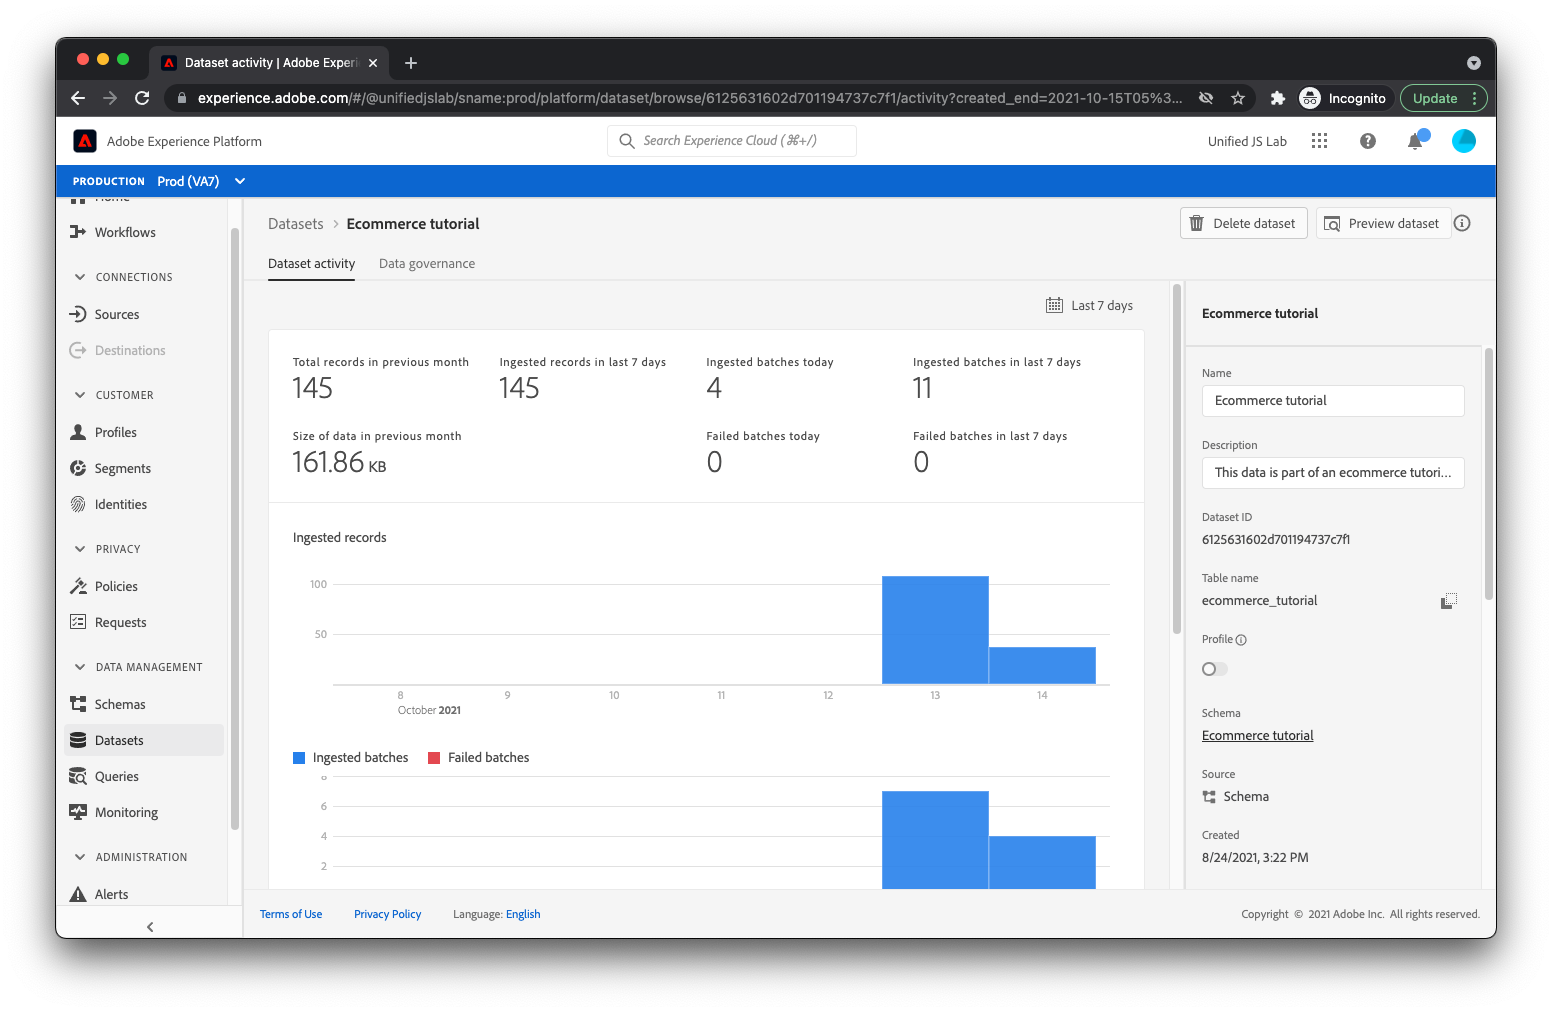 Dataset activity | Adobe Experi
experience.adobe.com/#/@unifiedjslab/sname:prod/platform/dataset/browse/6125631602d701194737c7f1/activity?created_end=2021-10-15T05%3...
Incognito
Update
Adobe Experience Platform
Search Experience Cloud (⌘+/)
Unified JS Lab
PRODUCTION Prod (VA7)
Home
Workflows
CONNECTIONS
Sources
Destinations
CUSTOMER
Profiles
Segments
Identities
PRIVACY
Policies
Requests
DATA MANAGEMENT
Schemas
Datasets
Queries
Monitoring
ADMINISTRATION
Alerts
Datasets > Ecommerce tutorial
Delete dataset
Preview dataset
Dataset activity
Data governance
Last 7 days
Total records in previous month
145
Ingested records in last 7 days
145
Ingested batches today
4
Ingested batches in last 7 days
11
Size of data in previous month
161.86 KB
Failed batches today
0
Failed batches in last 7 days
0
Ingested records
100
50
8 9 10 11 12 13 14
October 2021
Ingested batches
Failed batches
8
6
4
2
Ecommerce tutorial
Name
Ecommerce tutorial
Description
This data is part of an ecommerce tutori...
Dataset ID
6125631602d701194737c7f1
Table name
ecommerce_tutorial
Profile
Schema
Ecommerce tutorial
Source
Schema
Created
8/24/2021, 3:22 PM
Terms of Use
Privacy Policy
Language: English
Copyright © 2021 Adobe Inc. All rights reserved.